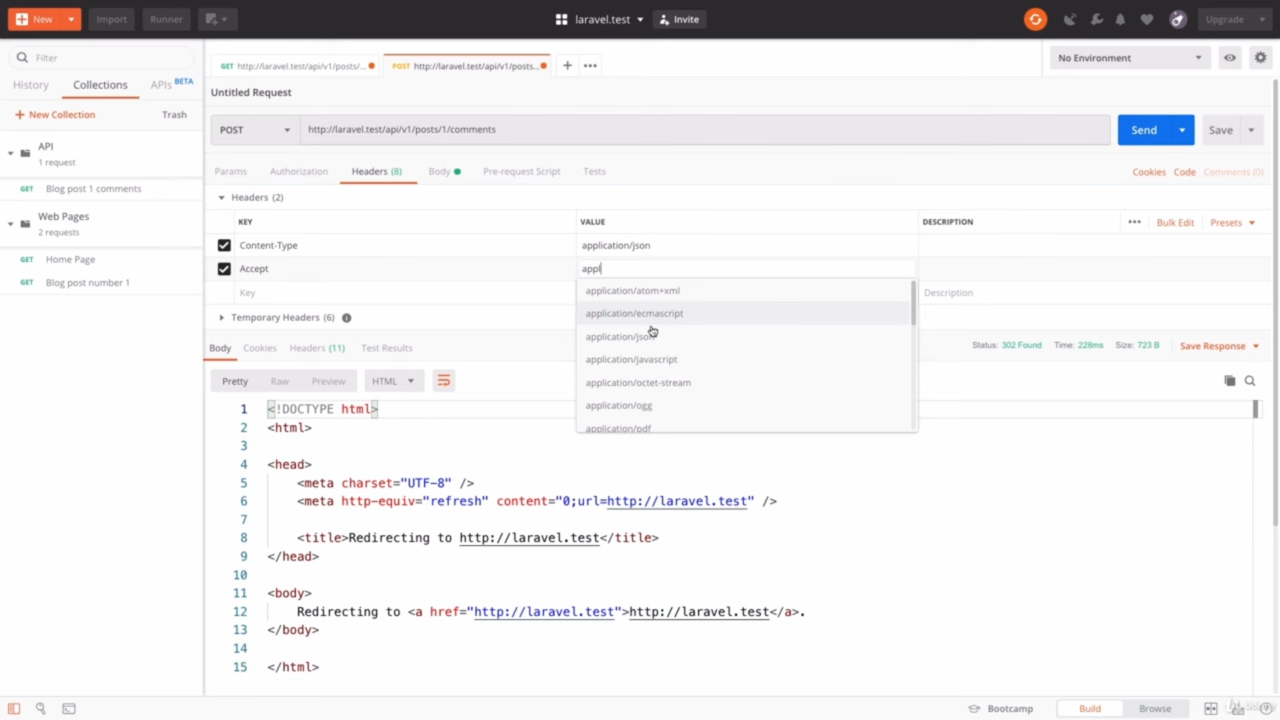 New
Import
Runner
laravel.test
Invite
Upgrade
Filter
History
Collections
APIs BETA
New Collection
Trash
API
1 request
GET Blog post 1 comments
Web Pages
2 requests
GET Home Page
GET Blog post number 1
GET http://laravel.test/api/v1/posts/...
POST http://laravel.test/api/v1/posts...
No Environment
Untitled Request
POST
http://laravel.test/api/v1/posts/1/comments
Send
Save
Params
Authorization
Headers (8)
Body
Pre-request Script
Tests
Cookies
Code
Comments (0)
Headers (2)
KEY
VALUE
DESCRIPTION
Bulk Edit
Presets
Content-Type
application/json
Accept
appl
Key
Description
application/atom+xml
application/ecmascript
application/json
application/javascript
application/octet-stream
application/ogg
application/pdf
Temporary Headers (6)
Body
Cookies
Headers (11)
Test Results
Status: 302 Found
Time: 228ms
Size: 723 B
Save Response
Pretty
Raw
Preview
HTML
1 <!DOCTYPE html>
2 <html>
3
4 <head>
5 <meta charset="UTF-8" />
6 <meta http-equiv="refresh" content="0;url=http://laravel.test" />
7
8 <title>Redirecting to http://laravel.test</title>
9 </head>
10
11 <body>
12 Redirecting to <a href="http://laravel.test">http://laravel.test</a>.
13 </body>
14
15 </html>
Bootcamp
Build
Browse